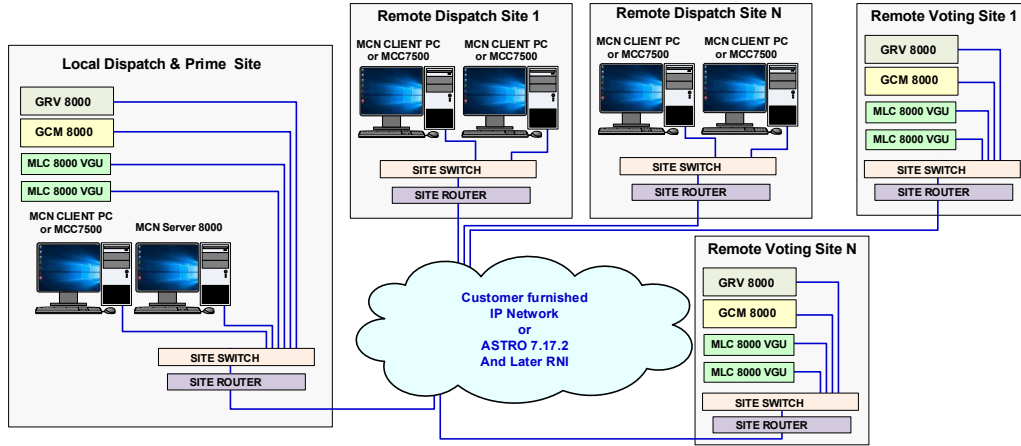 Local Dispatch & Prime Site
GRV 8000
GCM 8000
MLC 8000 VGU
MLC 8000 VGU
MCN CLIENT PC
or MCC7500
MCN Server 8000
SITE SWITCH
SITE ROUTER
Remote Dispatch Site 1
MCN CLIENT PC
or MCC7500
MCN CLIENT PC
or MCC7500
SITE SWITCH
SITE ROUTER
Remote Dispatch Site N
MCN CLIENT PC
or MCC7500
MCN CLIENT PC
or MCC7500
SITE SWITCH
SITE ROUTER
Remote Voting Site 1
GRV 8000
GCM 8000
MLC 8000 VGU
MLC 8000 VGU
SITE SWITCH
SITE ROUTER
Customer furnished
IP Network
or
ASTRO 7.17.2
And Later RNI
Remote Voting Site N
GRV 8000
GCM 8000
MLC 8000 VGU
MLC 8000 VGU
SITE SWITCH
SITE ROUTER